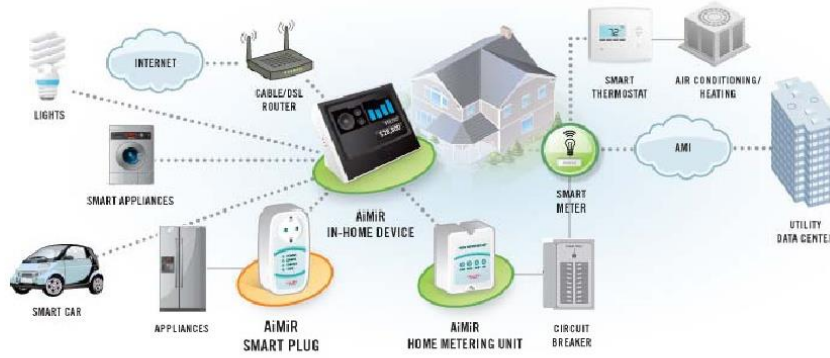 INTERNET
CABLE/DSL
ROUTER
LIGHTS
SMART APPLIANCES
SMART CAR
APPLIANCES
AiMiR
SMART PLUG
AiMiR
IN-HOME DEVICE
AiMiR
HOME METERING UNIT
CIRCUIT
BREAKER
SMART
METER
SMART
THERMOSTAT
AIR CONDITIONING/
HEATING
AMI
UTILITY
DATA CENTER